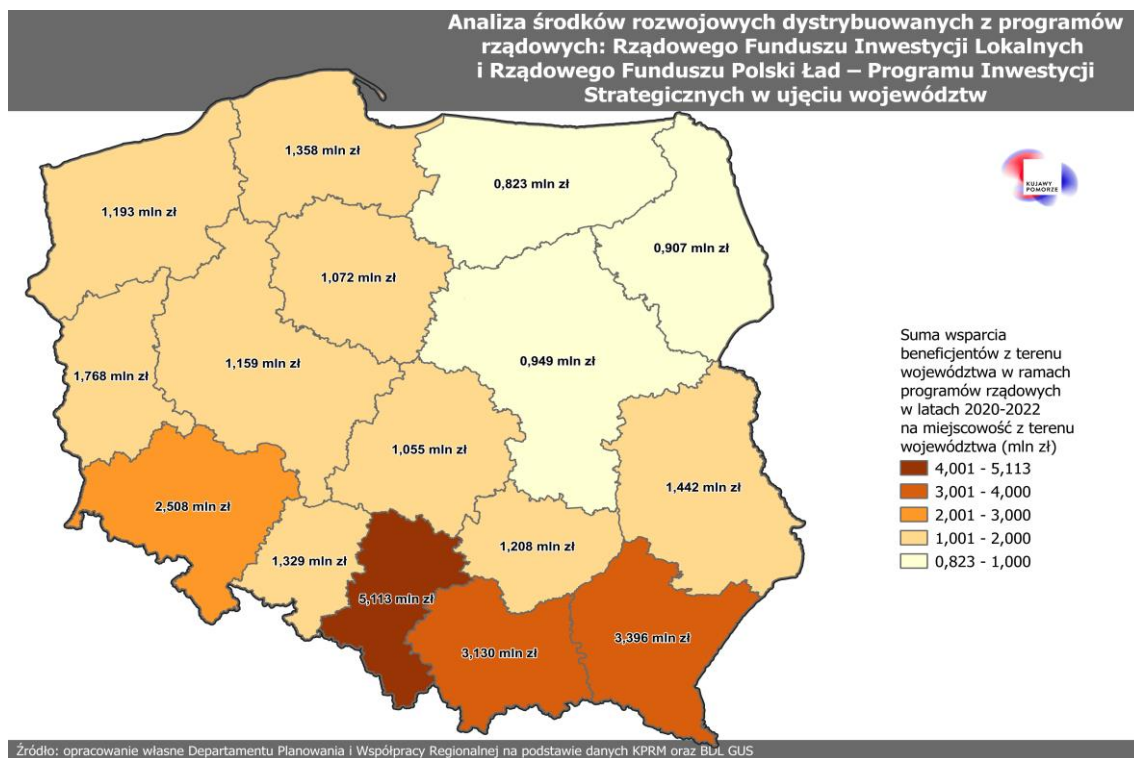 Analiza środków rozwojowych dystrybuowanych z programów
rządowych: Rządowego Funduszu Inwestycji Lokalnych
i Rządowego Funduszu Polski Ład – Programu Inwestycji
Strategicznych w ujęciu województw
KUJAWY
POMORZE
1,358 mln zł
0,823 mln zł
1,193 mln zł
0,907 mln zł
1,072 mln zł
0,949 mln zł
1,159 mln zł
1,768 mln zł
1,055 mln zł
1,442 mln zł
2,508 mln zł
1,208 mln zł
1,329 mln zł
5,113 mln zł
3,396 mln zł
3,130 mln zł
Suma wsparcia
beneficjentów z terenu
województwa w ramach
programów rządowych
w latach 2020-2022
na miejscowość z terenu
województwa (mln zł)
4,001 - 5,113
3,001 - 4,000
2,001 - 3,000
1,001 - 2,000
0,823 - 1,000
Źródło: opracowanie własne Departamentu Planowania i Współpracy Regionalnej na podstawie danych KPRM oraz BDL GUS